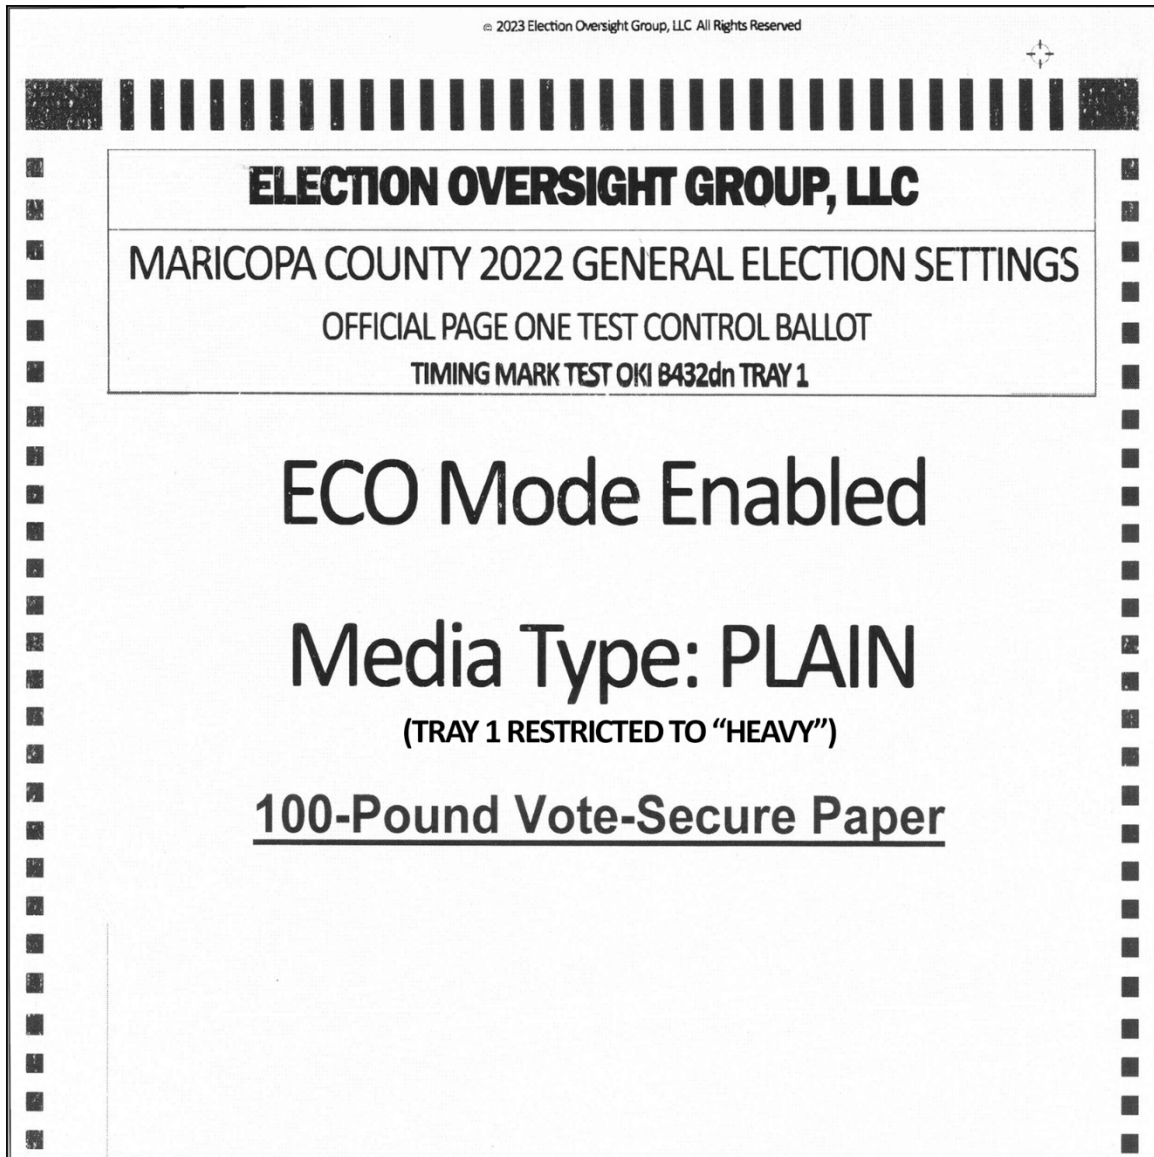 © 2023 Election Oversight Group, LLC All Rights Reserved
ELECTION OVERSIGHT GROUP, LLC
MARICOPA COUNTY 2022 GENERAL ELECTION SETTINGS
OFFICIAL PAGE ONE TEST CONTROL BALLOT
TIMING MARK TEST OKI B432dn TRAY 1
ECO Mode Enabled
Media Type: PLAIN
(TRAY 1 RESTRICTED TO “HEAVY”)
100-Pound Vote-Secure Paper